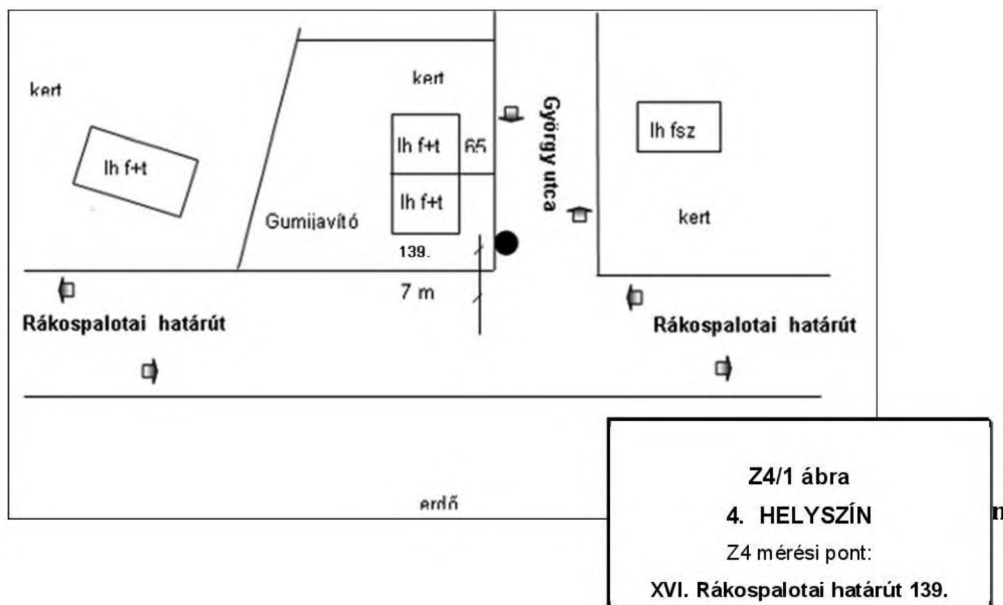 kert
kert
lh f+t
lh f+t
65
lh f+t
György utca
lh fsz
kert
Gumijavító
139.
7 m
Rákospalotai határút
Rákospalotai határút
erdő
Z4/1 ábra
4. HELYSZÍN
Z4 mérési pont:
XVI. Rákospalotai határút 139.